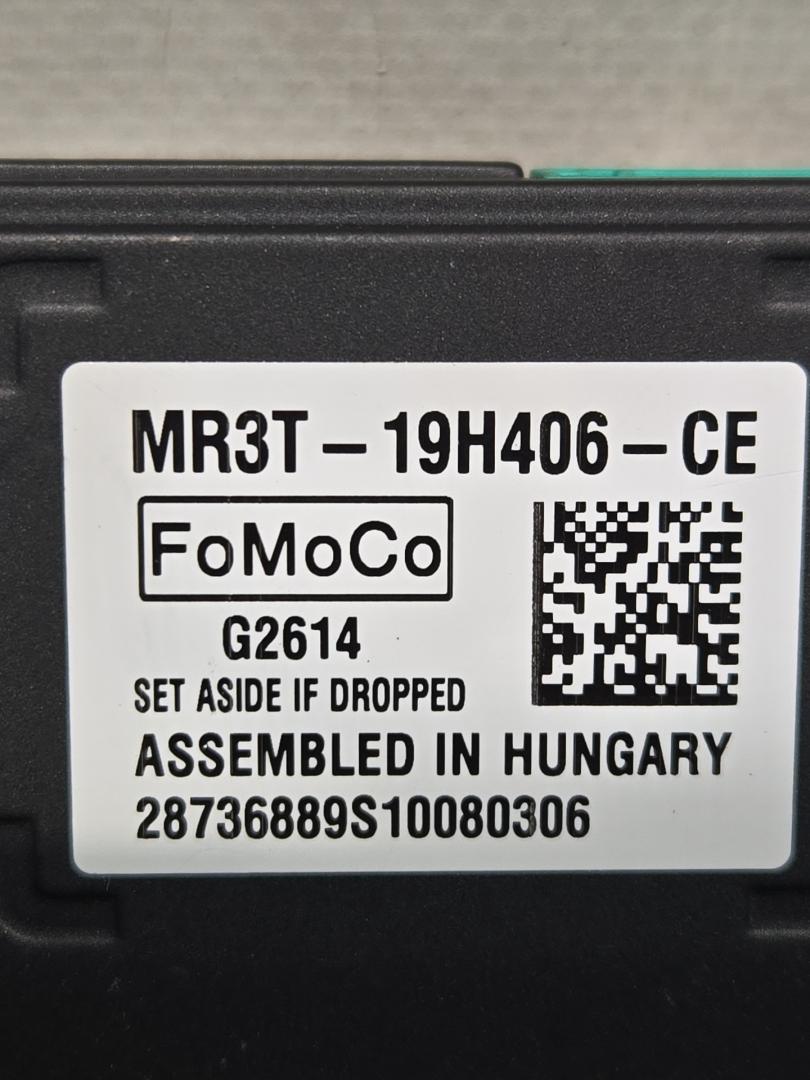 MR3T-19H406-CE
FoMoCo
G2614
SET ASIDE IF DROPPED
ASSEMBLED IN HUNGARY
28736889S10080306